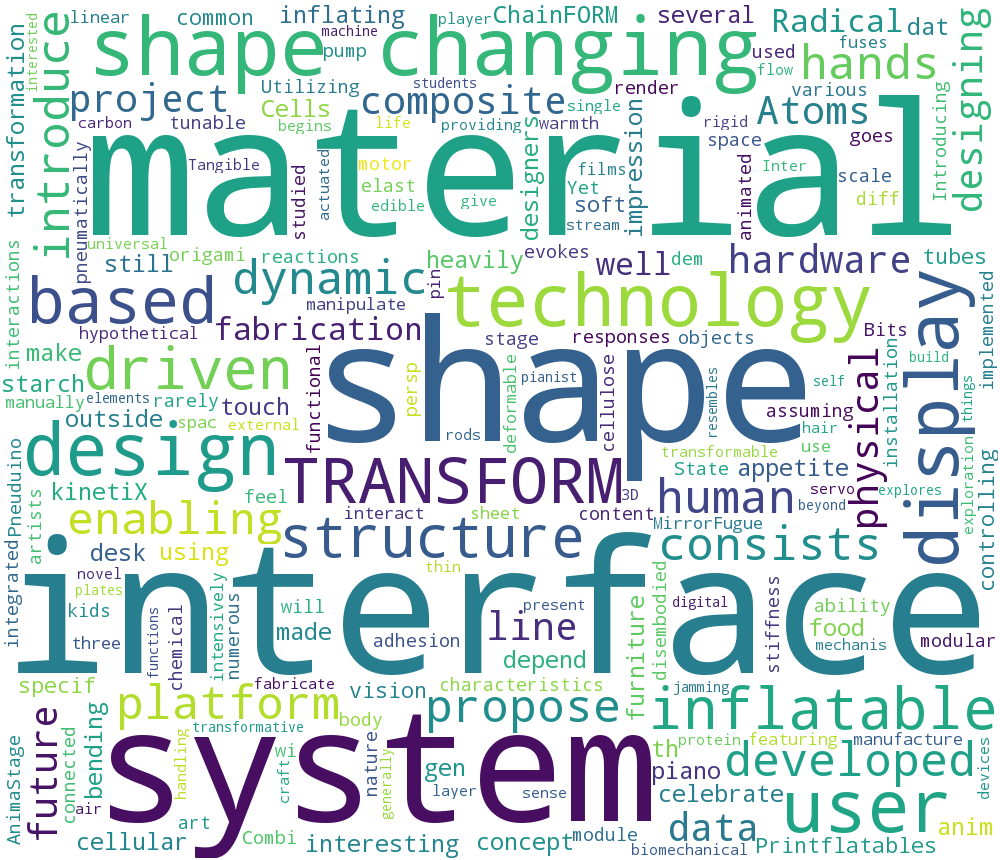 linear common inflating player ChainFORM several Radical dat
interested machine fuses
shape changing used hands
transformation introduce pump Utilizing students render flow various designing
project Cells composite single Atoms
carbon tunable begins life providing designers warmth impression rigid space goes
material
Tangible motor films animated Inter Introducing
pneumatically studied actuated elast Yet scale
edible give soft diff
stream
universal origami reactions heavily evokes well dem hardware tubes
interactions still pin
based dynamic technology display implemented
manipulate
hypothetical fabrication stage responses objects Bits
make driven functional persp deformable pianist cellulose resembles physical installation build
starch elements touch self exploration things
manually rarely shape assuming
outside spac external rods hair use
design transformable
TRANSFORM State appetite servo explores
artists kinetiX feel sheet 3D human beyond controlling
integrated Pneuduino interact content MirrorFugue
enabling structure consists
desk using thin
novel interface
plates intensively present disembodied digital stiffness ability
kids functions chemical numerous will line food
three made adhesion modular
mechanis
depend furniture
specif fabricate characteristics jamming
platform vision propose inflatable
future bending transformative body
AnimaStage connected handling system th protein featuring manufacture
craft wi nature generally gen piano developed devices
air layer sense celebrate user
art data anim
cellular Combi interesting concept module Printflatables
biomechanical